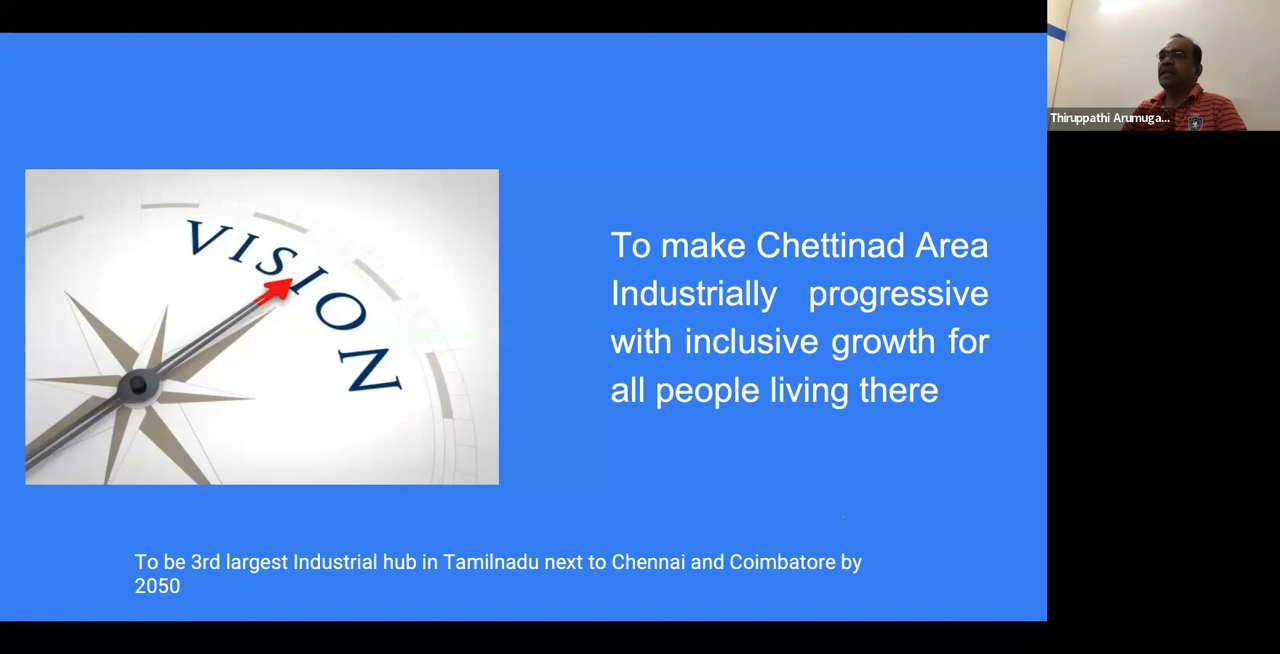 Thiruppathi Arumuga...
VISION
To make Chettinad Area
Industrially progressive
with inclusive growth for
all people living there
To be 3rd largest Industrial hub in Tamilnadu next to Chennai and Coimbatore by
2050